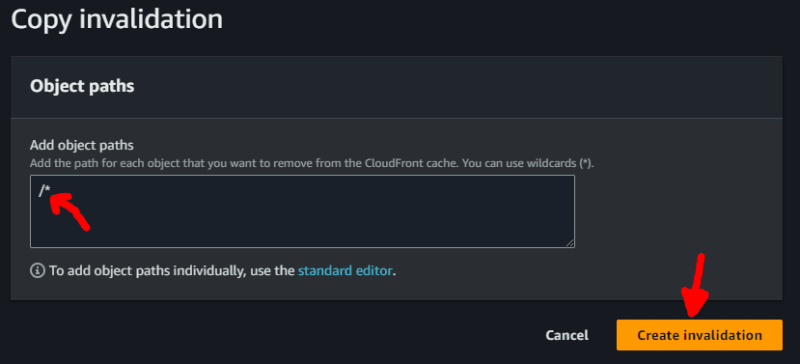 Copy invalidation
Object paths
Add object paths
Add the path for each object that you want to remove from the CloudFront cache. You can use wildcards (*).
/*
To add object paths individually, use the standard editor.
Cancel
Create invalidation